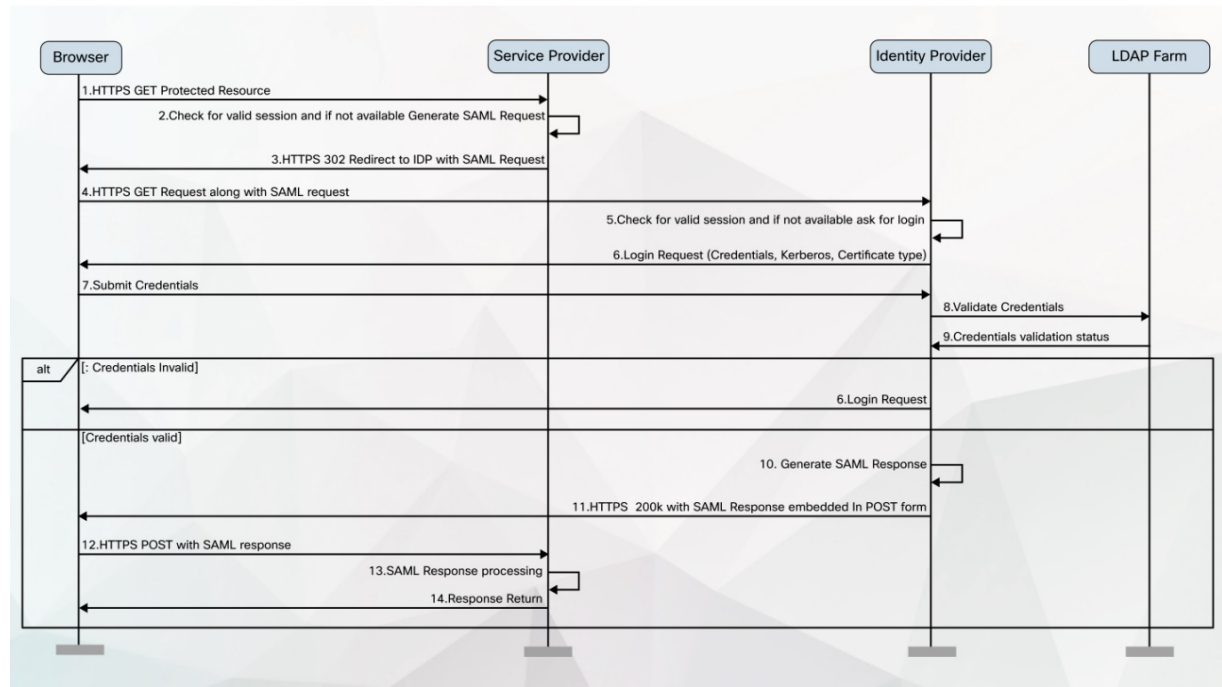 Browser
Service Provider
Identity Provider
LDAP Farm
1.HTTPS GET Protected Resource
2.Check for valid session and if not available Generate SAML Request
3.HTTPS 302 Redirect to IDP with SAML Request
4.HTTPS GET Request along with SAML request
5.Check for valid session and if not available ask for login
6.Login Request (Credentials, Kerberos, Certificate type)
7.Submit Credentials
8.Validate Credentials
9.Credentials validation status
alt
[: Credentials Invalid]
6.Login Request
[Credentials valid]
10. Generate SAML Response
11.HTTPS  200k with SAML Response embedded In POST form
12.HTTPS POST with SAML response
13.SAML Response processing
14.Response Return